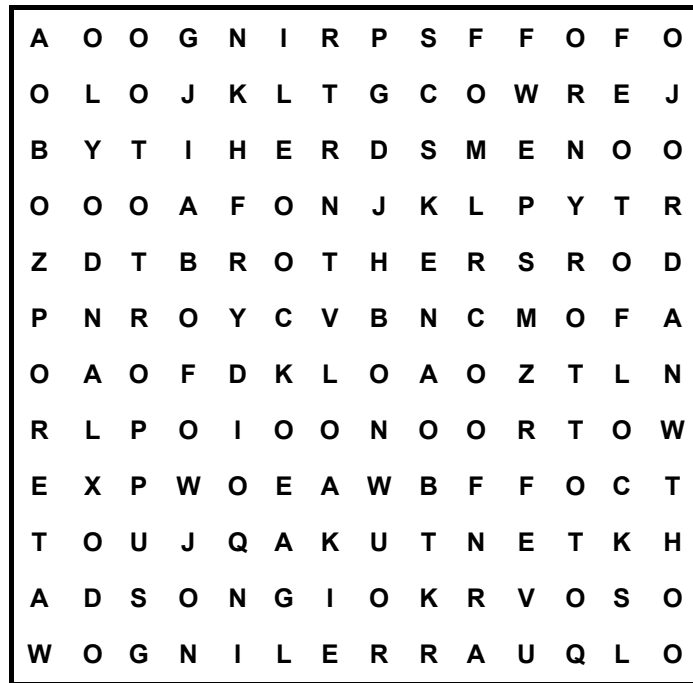 A O O G N I R P S F F O F O
O L O J K L T G C O W R E J
B Y T I H E R D S M E N O O
O O O A F O N J K L P Y T R
Z D T B R O T H E R S R O D
P N R O Y C V B N C M O F A
O A O F D K L O A O Z T L N
R L P O I O O N O O R T O W
E X P W O E A W B F F O C T
T O U J Q A K U T N E T K H
A D S O N G I O K R V O S O
W O G N I L E R R A U Q L O